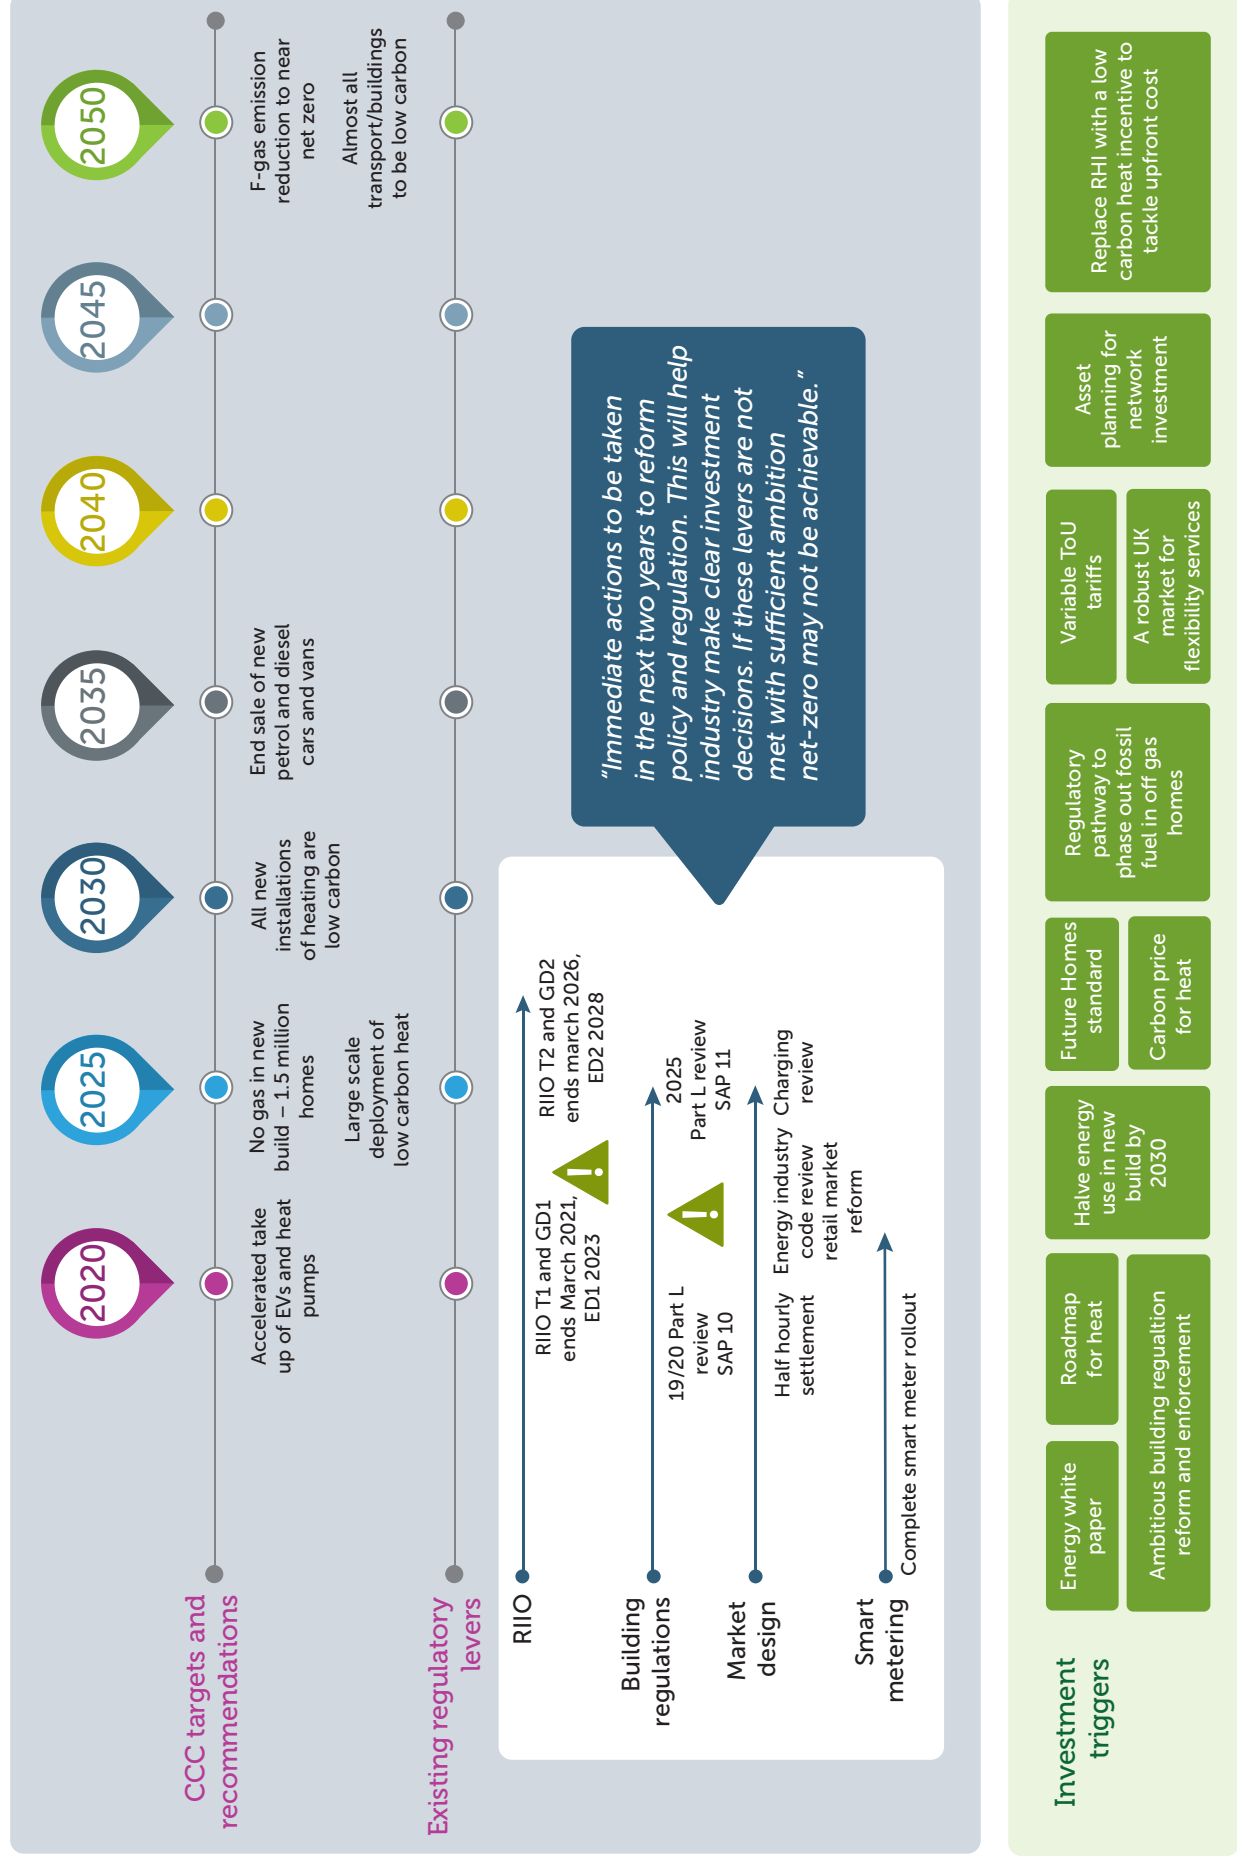 2020
2025
2030
2035
2040
2045
2050
CCC targets and
recommendations
Accelerated take
up of EVs and heat
pumps
No gas in new
build – 1.5 million
homes
Large scale
deployment of
low carbon heat
All new
installations
of heating are
low carbon
End sale of new
petrol and diesel
cars and vans
F-gas emission
reduction to near
net zero
Almost all
transport/buildings
to be low carbon
Existing regulatory
levers
RIIO
RIIO T1 and GD1
ends March 2021,
ED1 2023
RIIO T2 and GD2
ends march 2026,
ED2 2028
Building
regulations
19/20 Part L
review
SAP 10
2025
Part L review
SAP 11
Market
design
Half hourly
settlement
Energy industry
code review
retail market
reform
Charging
review
Smart
metering
Complete smart meter rollout
"Immediate actions to be taken
in the next two years to reform
policy and regulation. This will help
industry make clear investment
decisions. If these levers are not
met with sufficient ambition
net-zero may not be achievable."
Investment
triggers
Energy white
paper
Roadmap
for heat
Ambitious building regualtion
reform and enforcement
Halve energy
use in new
build by
2030
Future Homes
standard
Carbon price
for heat
Regulatory
pathway to
phase out fossil
fuel in off gas
homes
Variable ToU
tariffs
A robust UK
market for
flexibility services
Asset
planning for
network
investment
Replace RHI with a low
carbon heat incentive to
tackle upfront cost